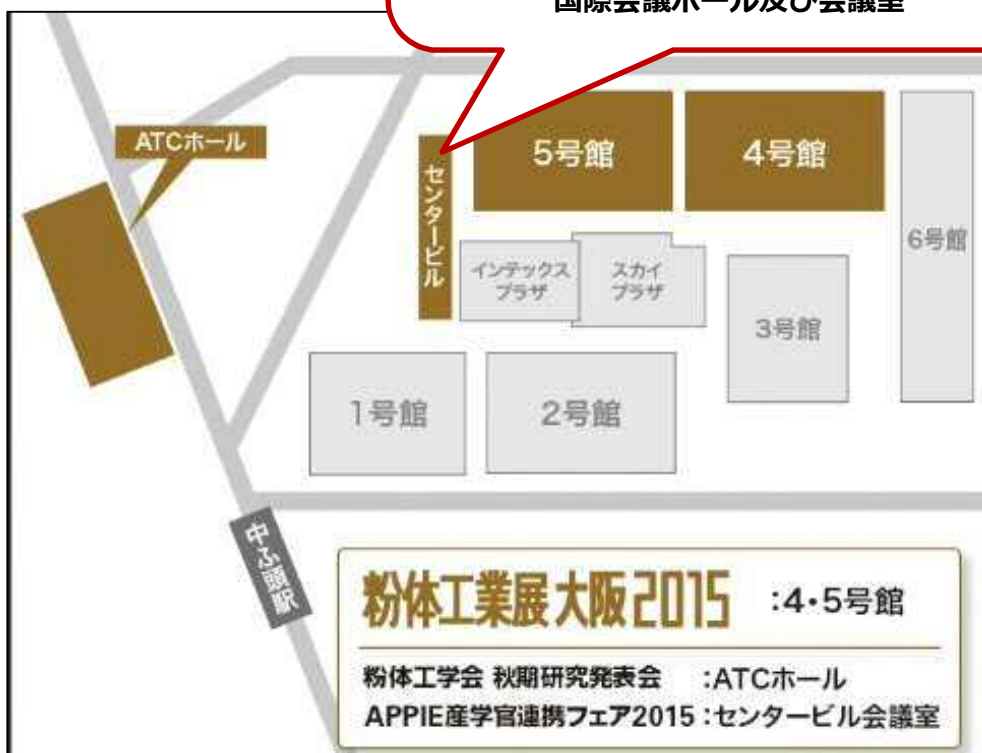 国際会議ホール及び会議室
ATCホール
センタービル
5号館
4号館
6号館
インテックス
プラザ
スカイ
プラザ
3号館
1号館
2号館
中ふ頭駅
粉体工業展大阪2015 :4・5号館
粉体工学会 秋期研究発表会 :ATCホール
APPIE産学官連携フェア2015:センタービル会議室